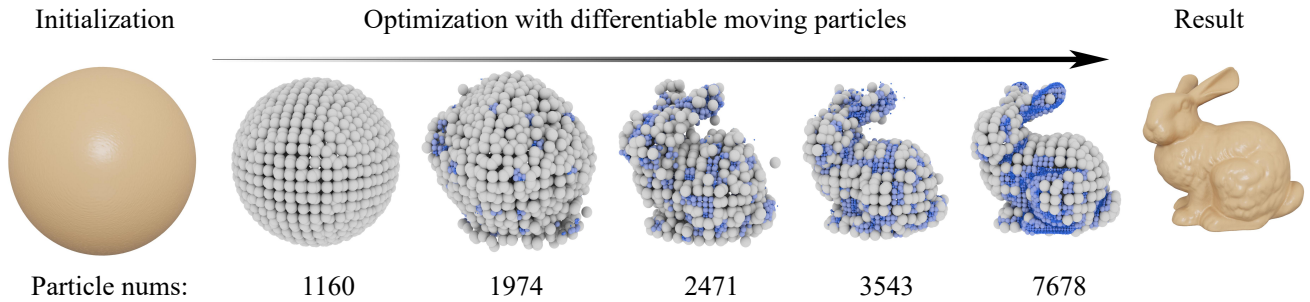 Initialization
Optimization with differentiable moving particles
Result
Particle nums:
1160
1974
2471
3543
7678